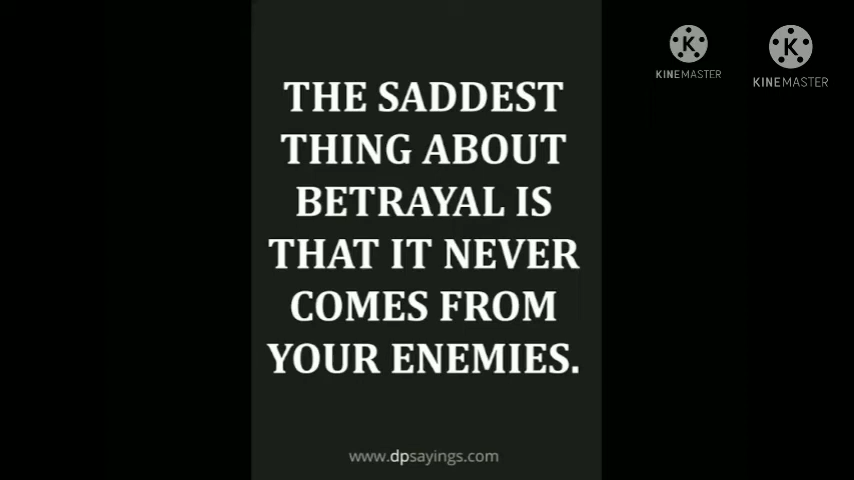 THE SADDEST
THING ABOUT
BETRAYAL IS
THAT IT NEVER
COMES FROM
YOUR ENEMIES.
www.dpsayings.com
KINEMASTER
KINEMASTER